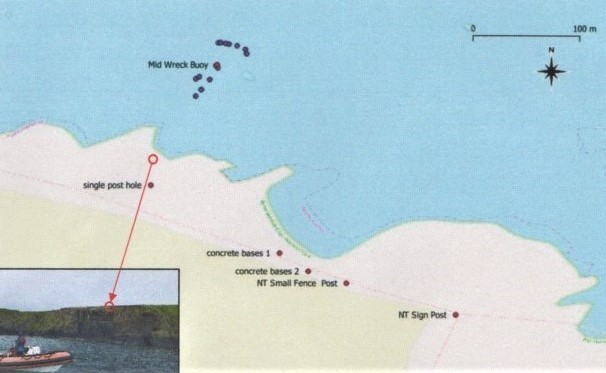 0 100 m
N
Mid Wreck Buoy
single post hole
concrete bases 1
concrete bases 2
NT Small Fence Post
NT Sign Post